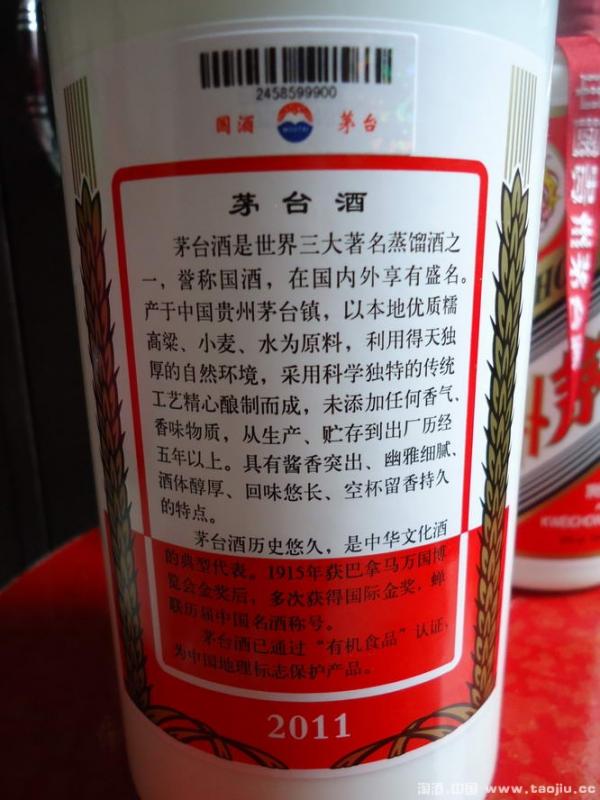 2458599900
国酒 MOUTAI 茅台
茅台酒
茅台酒是世界三大著名蒸馏酒之
一，誉称国酒，在国内外享有盛名。
产于中国贵州茅台镇，以本地优质糯
高粱、小麦、水为原料，利用得天独
厚的自然环境，采用科学独特的传统
工艺精心酿制而成，未添加任何香气、
香味物质，从生产、贮存到出厂历经
五年以上。具有酱香突出、幽雅细腻、
酒体醇厚、回味悠长、空杯留香持久
的特点。
茅台酒历史悠久，是中华文化酒
的典型代表。1915年获巴拿马万国博
览会金奖后，多次获得国际金奖，蝉
联历届中国名酒称号。
茅台酒已通过“有机食品”认证，
为中国地理标志保护产品。
2011
中国贵州茅台
KWEICHOW
淘酒.中国 www.taojiu.cc